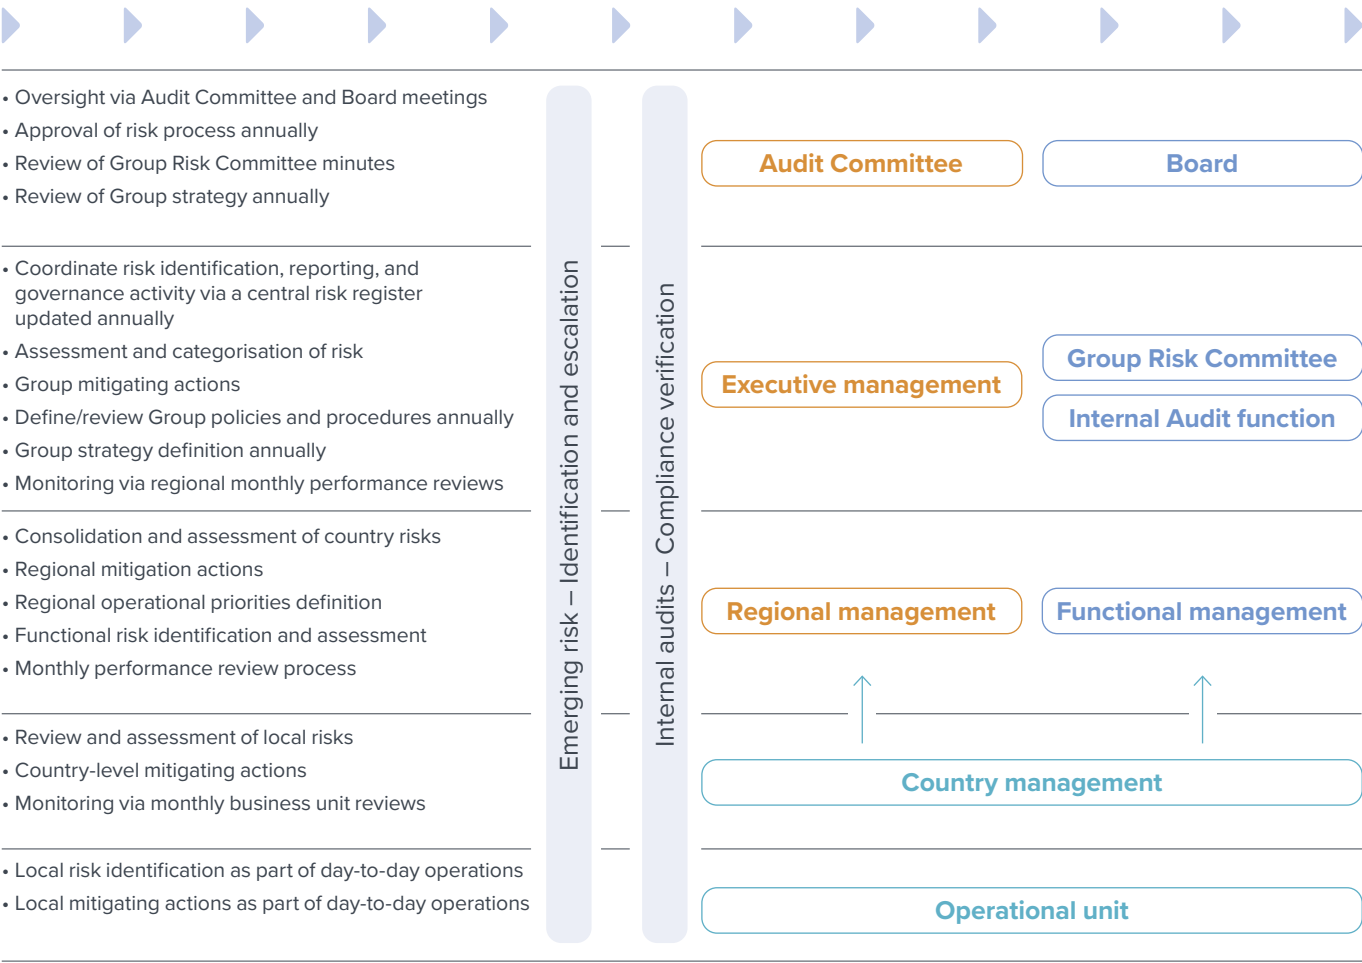 • Oversight via Audit Committee and Board meetings
• Approval of risk process annually
• Review of Group Risk Committee minutes
• Review of Group strategy annually
Audit Committee
Board
• Coordinate risk identification, reporting, and
governance activity via a central risk register
updated annually
• Assessment and categorisation of risk
• Group mitigating actions
• Define/review Group policies and procedures annually
• Group strategy definition annually
• Monitoring via regional monthly performance reviews
Executive management
Group Risk Committee
Internal Audit function
• Consolidation and assessment of country risks
• Regional mitigation actions
• Regional operational priorities definition
• Functional risk identification and assessment
• Monthly performance review process
Regional management
Functional management
• Review and assessment of local risks
• Country-level mitigating actions
• Monitoring via monthly business unit reviews
Country management
• Local risk identification as part of day-to-day operations
• Local mitigating actions as part of day-to-day operations
Operational unit
Emerging risk – Identification and escalation
Internal audits – Compliance verification